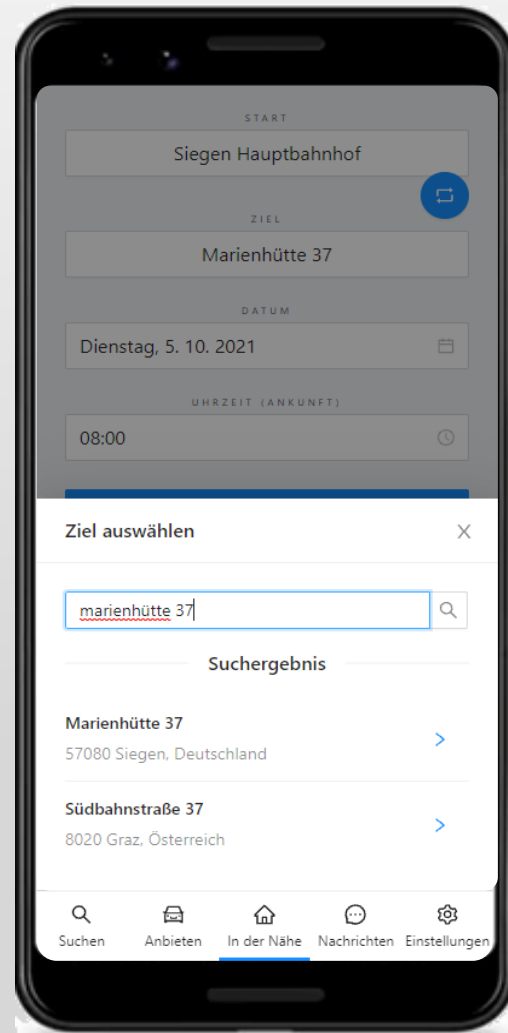 START
Siegen Hauptbahnhof
ZIEL
Marienhütte 37
DATUM
Dienstag, 5. 10. 2021
UHRZEIT (ANKUNFT)
08:00
Ziel auswählen
marienhütte 37
Suchergebnis
Marienhütte 37
57080 Siegen, Deutschland
Südbahnstraße 37
8020 Graz, Österreich
Suchen Anbieten In der Nähe Nachrichten Einstellungen